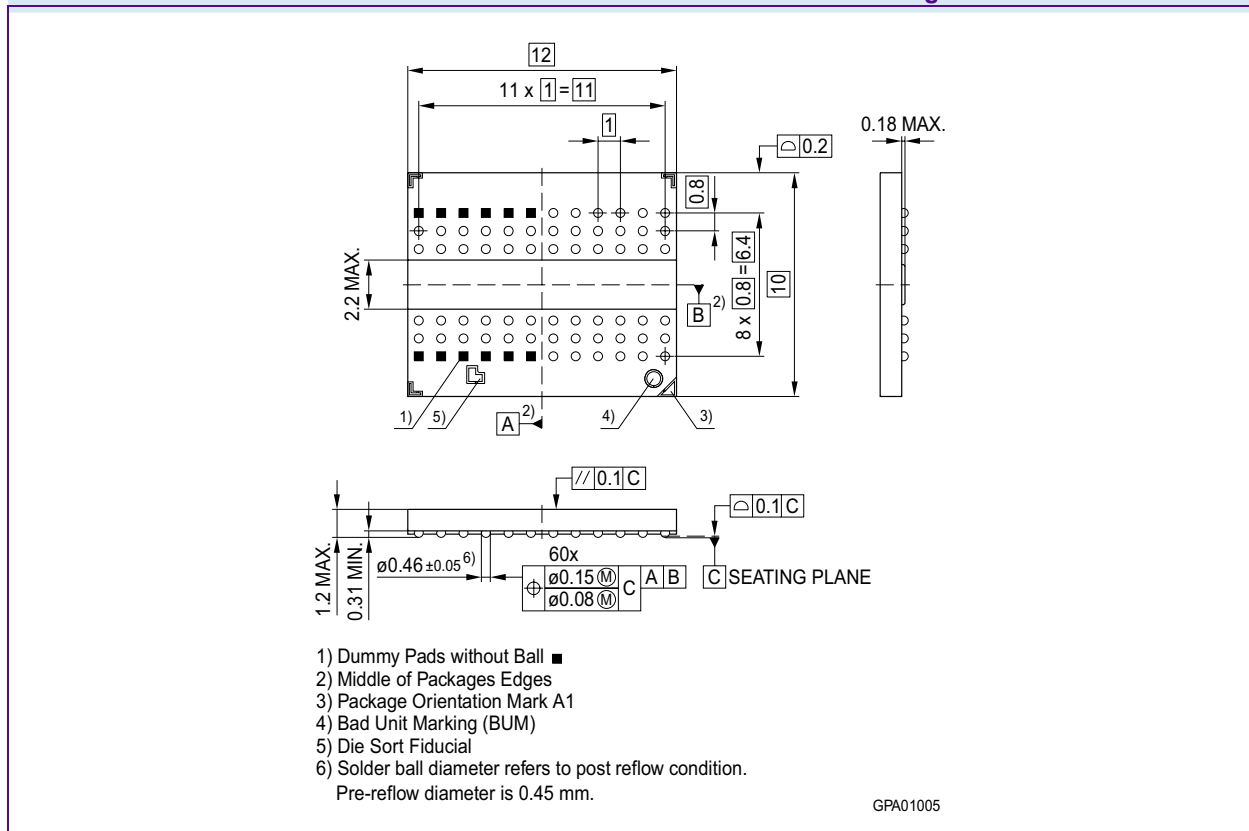 12
11 x 1 = 11
1
0.18 MAX.
⌓ 0.2
0.8
2.2 MAX.
8 x 0.8 = 6.4
10
B 2)
1)
5)
A 2)
4)
3)
// 0.1 C
⌓ 0.1 C
1.2 MAX.
0.31 MIN.
ø0.46 ±0.05 6)
60x
⌖ ø0.15 Ⓜ C A B
ø0.08 Ⓜ
C SEATING PLANE
1) Dummy Pads without Ball ■
2) Middle of Packages Edges
3) Package Orientation Mark A1
4) Bad Unit Marking (BUM)
5) Die Sort Fiducial
6) Solder ball diameter refers to post reflow condition.
Pre-reflow diameter is 0.45 mm.
GPA01005